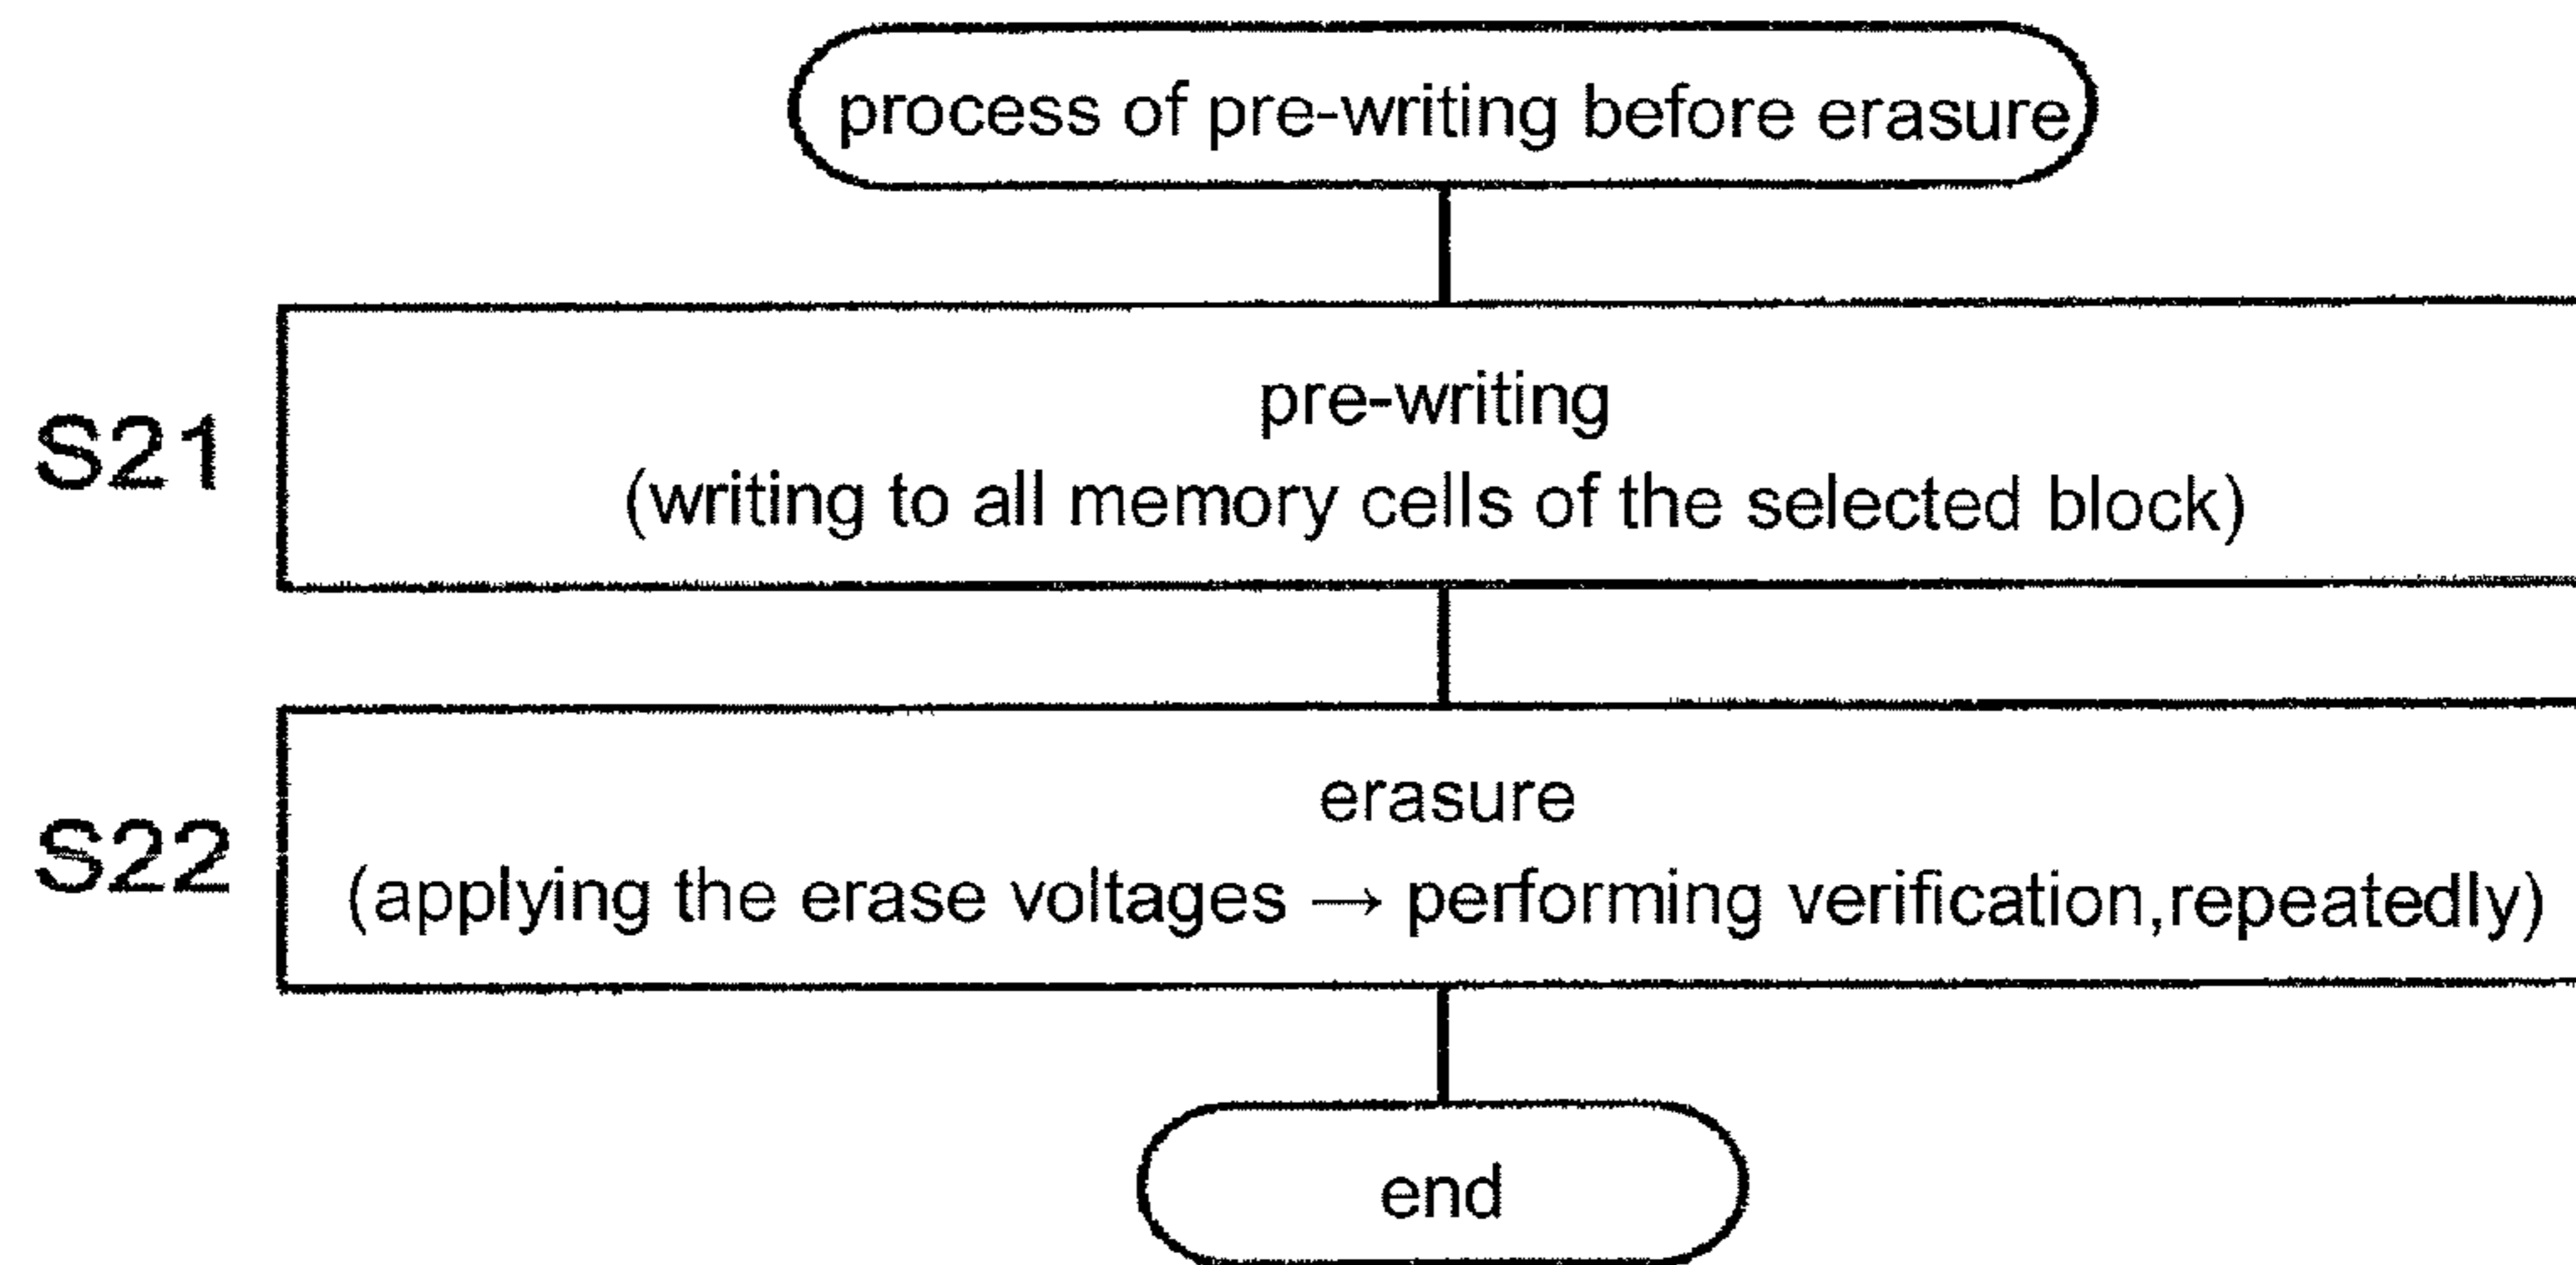 process of pre-writing before erasure
S21
pre-writing
(writing to all memory cells of the selected block)
S22
erasure
(applying the erase voltages → performing verification,repeatedly)
end